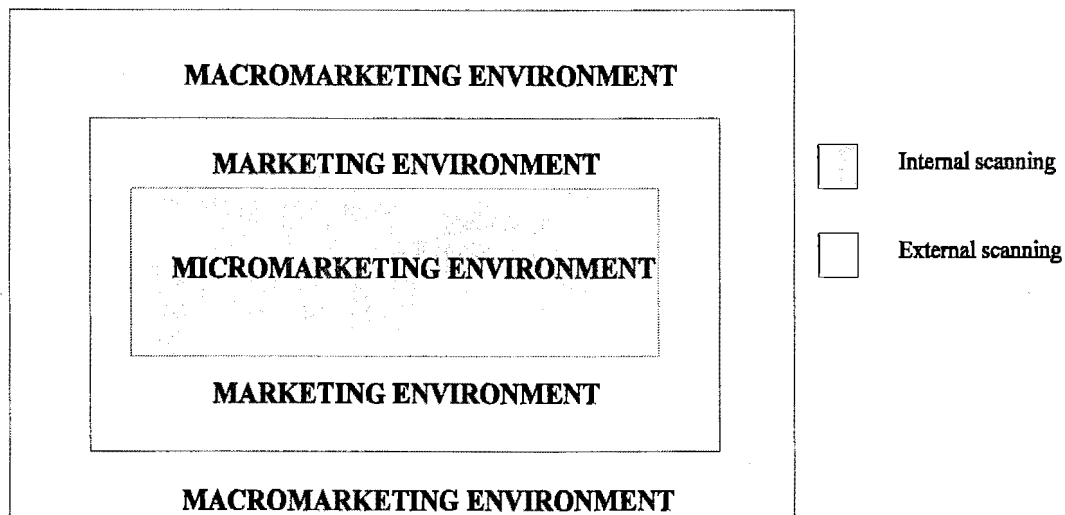 MACROMARKETING ENVIRONMENT
MARKETING ENVIRONMENT
Internal scanning
External scanning
MICROMARKETING ENVIRONMENT
MARKETING ENVIRONMENT
MACROMARKETING ENVIRONMENT